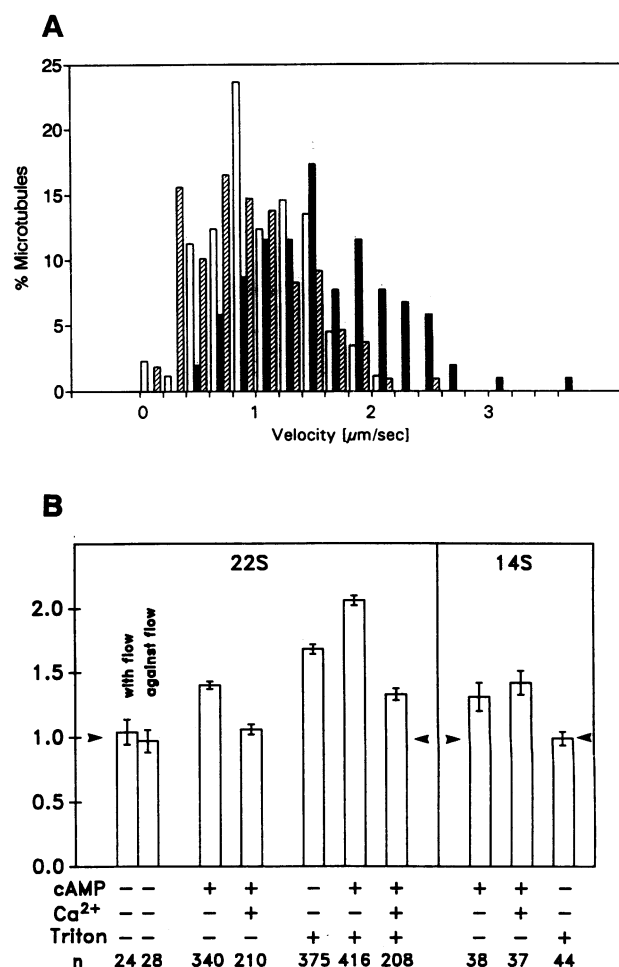 A
25
20
15
10
5
0
% Microtubules
0 1 2 3
Velocity [µm/sec]
B
22S 14S
2.0
1.5
1.0
0.5
0.0
with flow
against flow
cAMP − − + + − + + + + −
Ca²⁺ − − − + − − + − + −
Triton − − − − + + + − − +
n 24 28 340 210 375 416 208 38 37 44